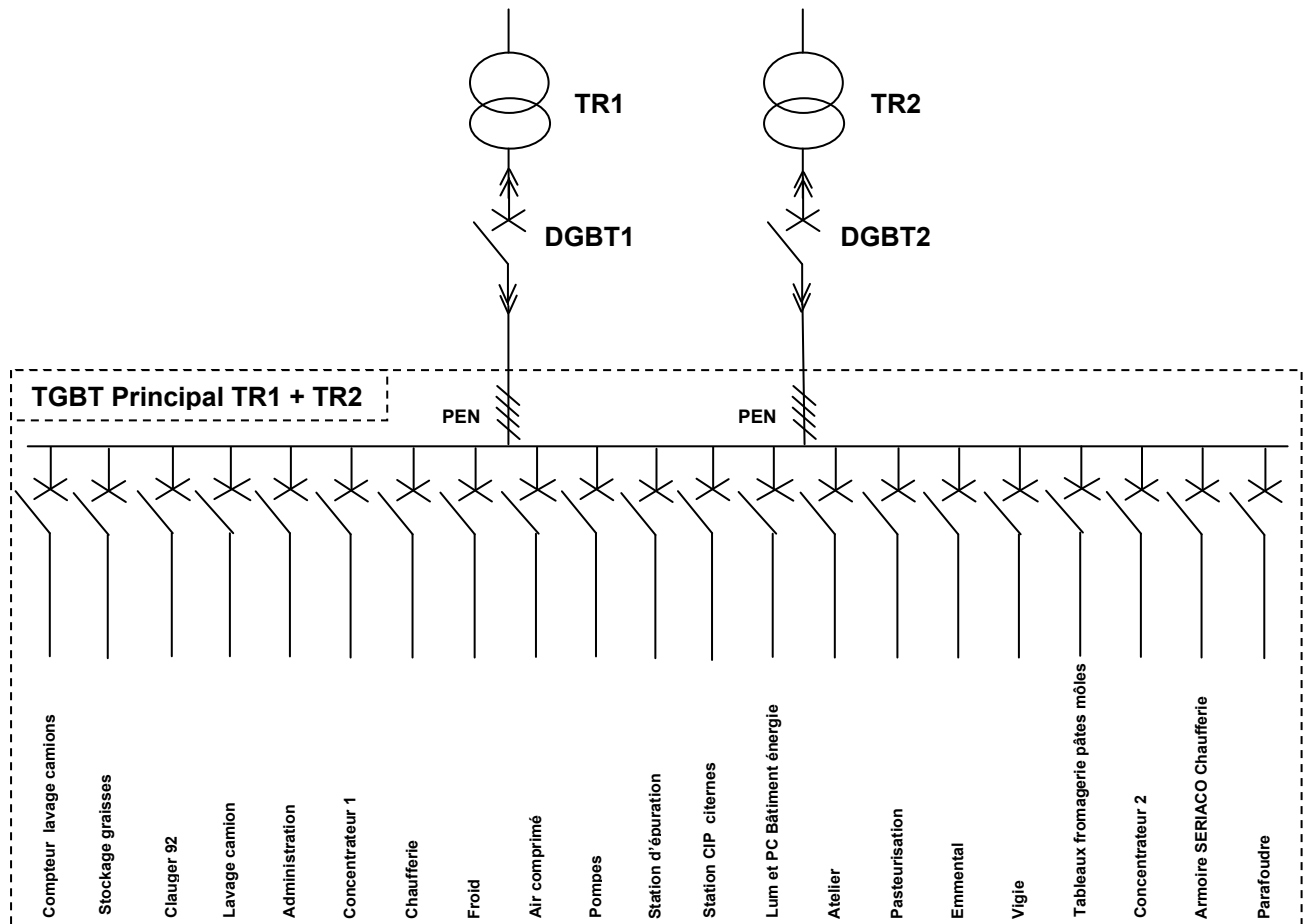 TR1
TR2
DGBT1
DGBT2
TGBT Principal TR1 + TR2
PEN
PEN
Compteur lavage camions
Stockage graisses
Clauger 92
Lavage camion
Administration
Concentrateur 1
Chaufferie
Froid
Air comprimé
Pompes
Station d'épuration
Station CIP citernes
Lum et PC Bâtiment énergie
Atelier
Pasteurisation
Emmental
Vigie
Tableaux fromagerie pâtes môles
Concentrateur 2
Armoire SERIACO Chaufferie
Parafoudre